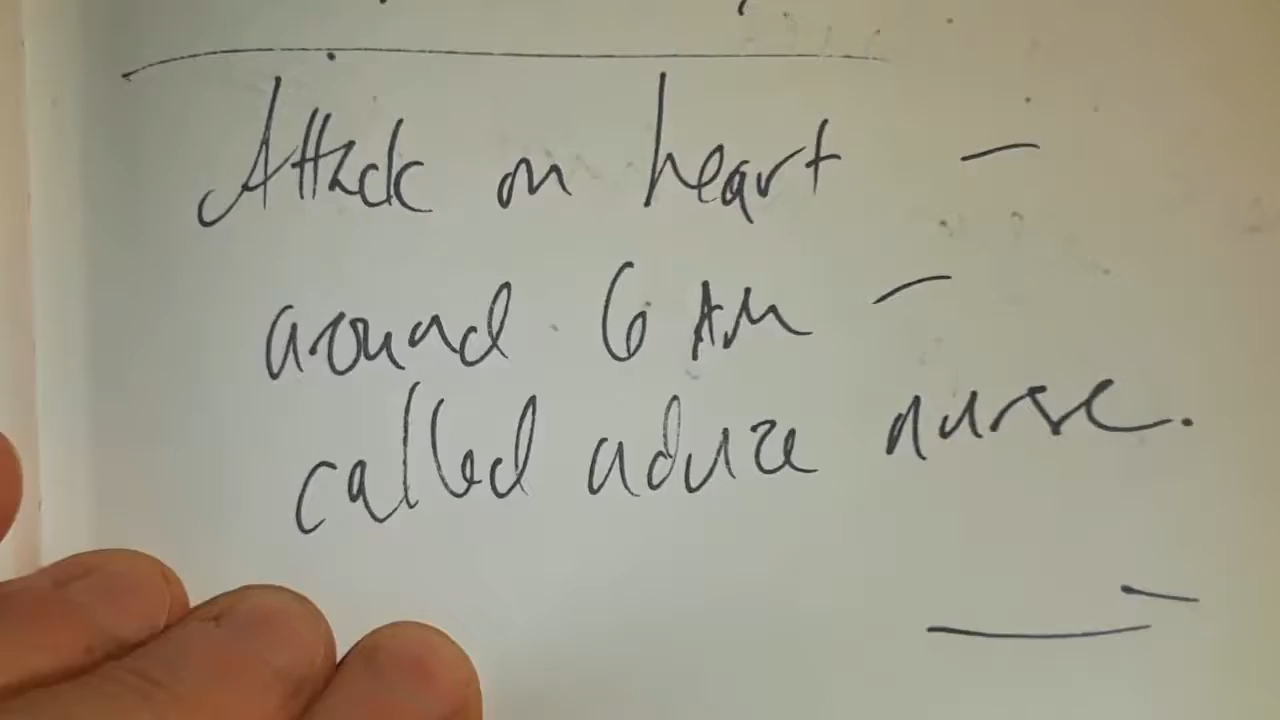 Attack on heart —
around 6 AM —
called advice nurse.